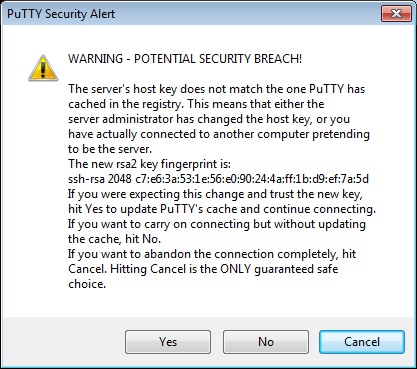 PuTTY Security Alert
WARNING - POTENTIAL SECURITY BREACH!
The server's host key does not match the one PuTTY has
cached in the registry. This means that either the
server administrator has changed the host key, or you
have actually connected to another computer pretending
to be the server.
The new rsa2 key fingerprint is:
ssh-rsa 2048 c7:e6:3a:53:1e:56:e0:90:24:4a:ff:1b:d9:ef:7a:5d
If you were expecting this change and trust the new key,
hit Yes to update PuTTY's cache and continue connecting.
If you want to carry on connecting but without updating
the cache, hit No.
If you want to abandon the connection completely, hit
Cancel. Hitting Cancel is the ONLY guaranteed safe
choice.
Yes
No
Cancel